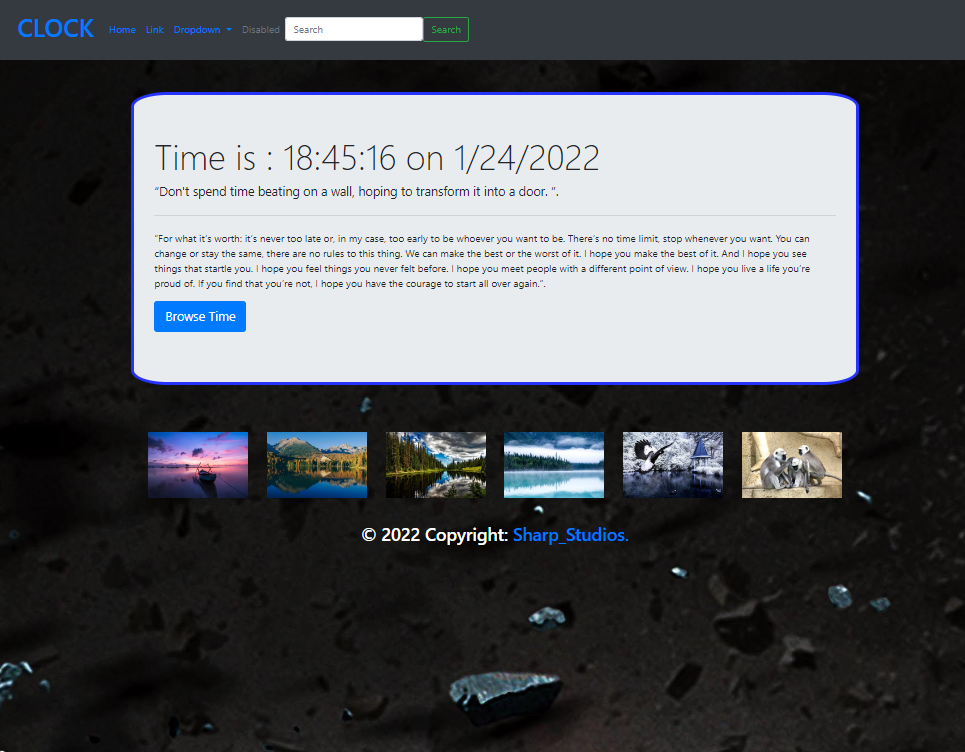 CLOCK Home Link Dropdown Disabled Search Search
Time is : 18:45:16 on 1/24/2022
“Don't spend time beating on a wall, hoping to transform it into a door. “.
“For what it’s worth: it’s never too late or, in my case, too early to be whoever you want to be. There’s no time limit, stop whenever you want. You can
change or stay the same, there are no rules to this thing. We can make the best or the worst of it. I hope you make the best of it. And I hope you see
things that startle you. I hope you feel things you never felt before. I hope you meet people with a different point of view. I hope you live a life you’re
proud of. If you find that you’re not, I hope you have the courage to start all over again.”.
Browse Time
© 2022 Copyright: Sharp_Studios.